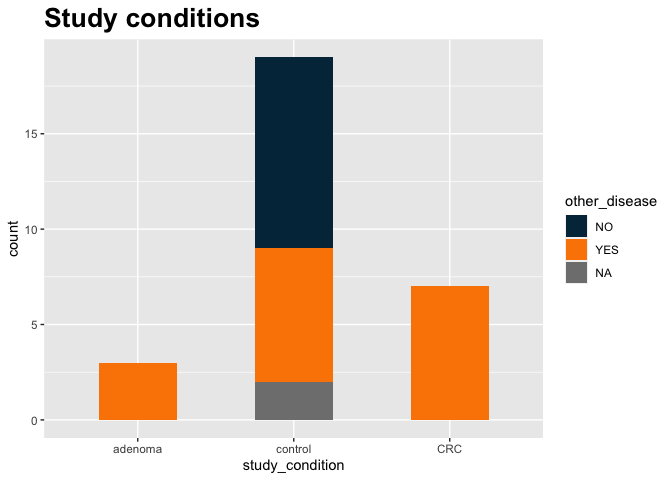 Study conditions
count
15
10
5
0
adenoma
control
CRC
study_condition
other_disease
NO
YES
NA